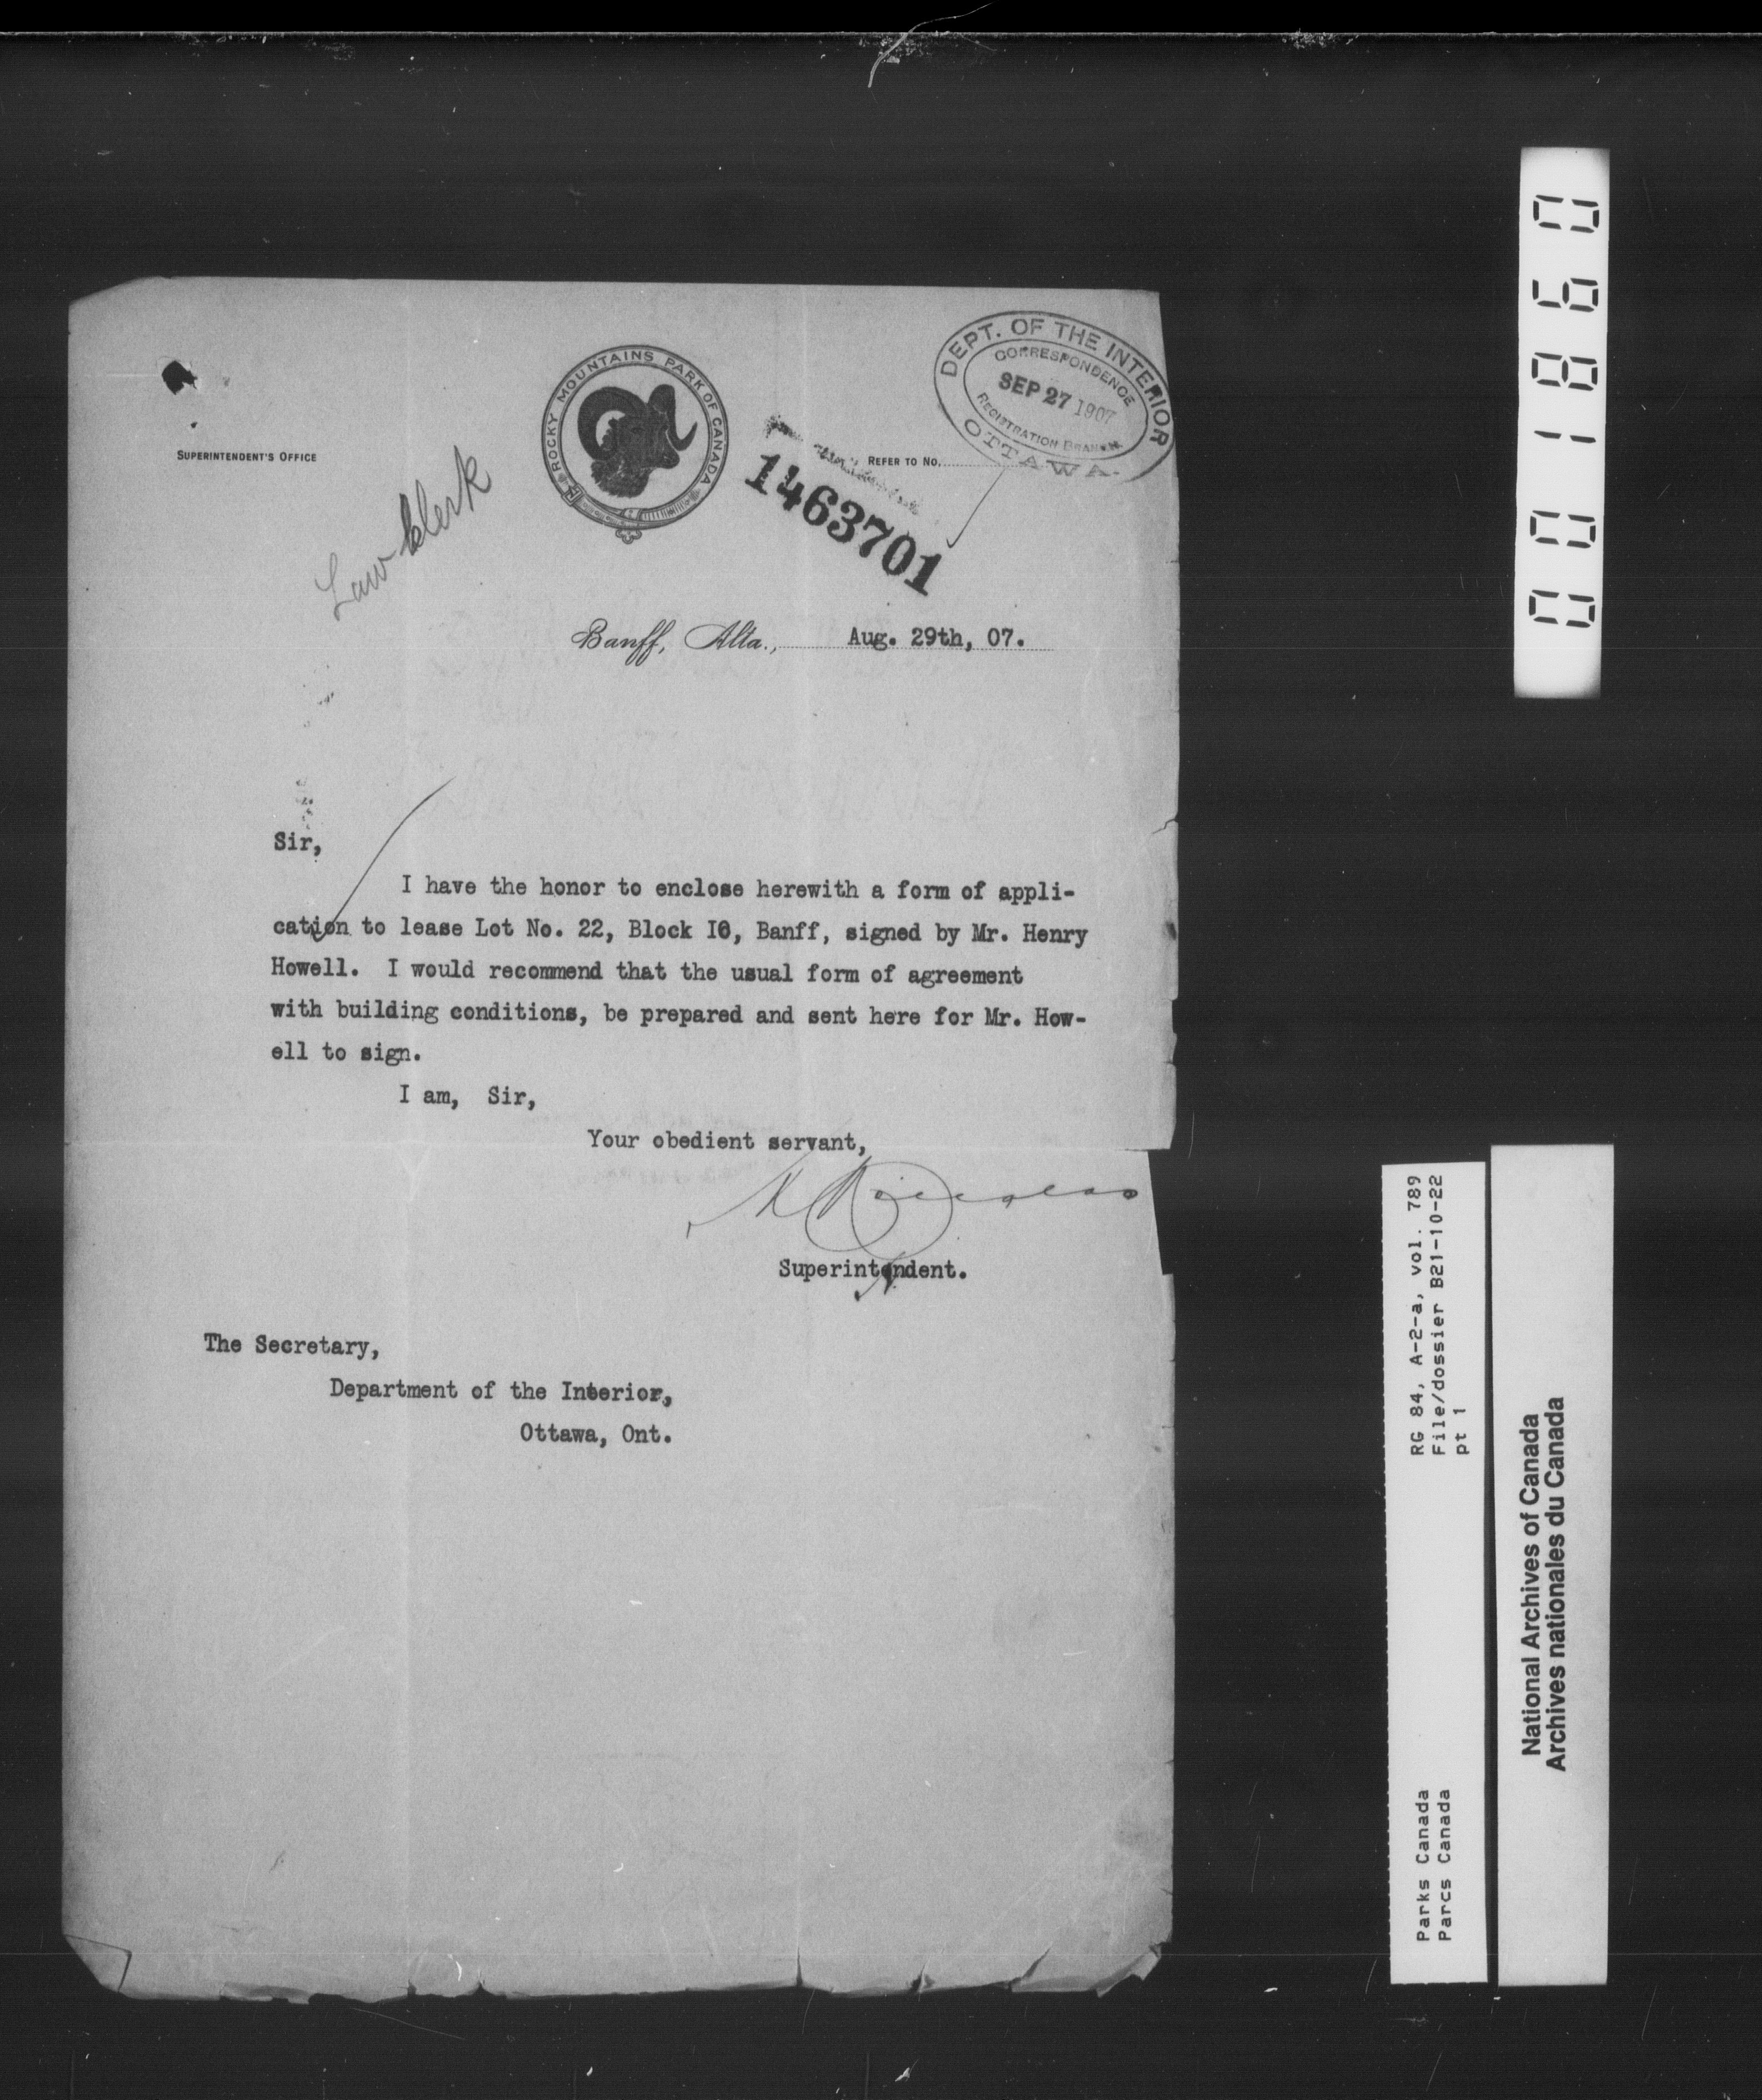 ROCKY MOUNTAINS PARK OF CANADA
DEPT. OF THE INTERIOR
CORRESPONDENCE
SEP 27 1907
REGISTRATION BRANCH
OTTAWA
SUPERINTENDENT'S OFFICE
REFER TO No.
Law Clerk
1463701
Banff, Alta., Aug. 29th, 07.
Sir,
I have the honor to enclose herewith a form of appli-
cation to lease Lot No. 22, Block I0, Banff, signed by Mr. Henry
Howell. I would recommend that the usual form of agreement
with building conditions, be prepared and sent here for Mr. How-
ell to sign.
I am, Sir,
Your obedient servant,
Superintendent.
The Secretary,
Department of the Interior,
Ottawa, Ont.
001860
RG 84, A-2-a, vol. 789
File/dossier B21-10-22
pt 1
Parks Canada
Parcs Canada
National Archives of Canada
Archives nationales du Canada